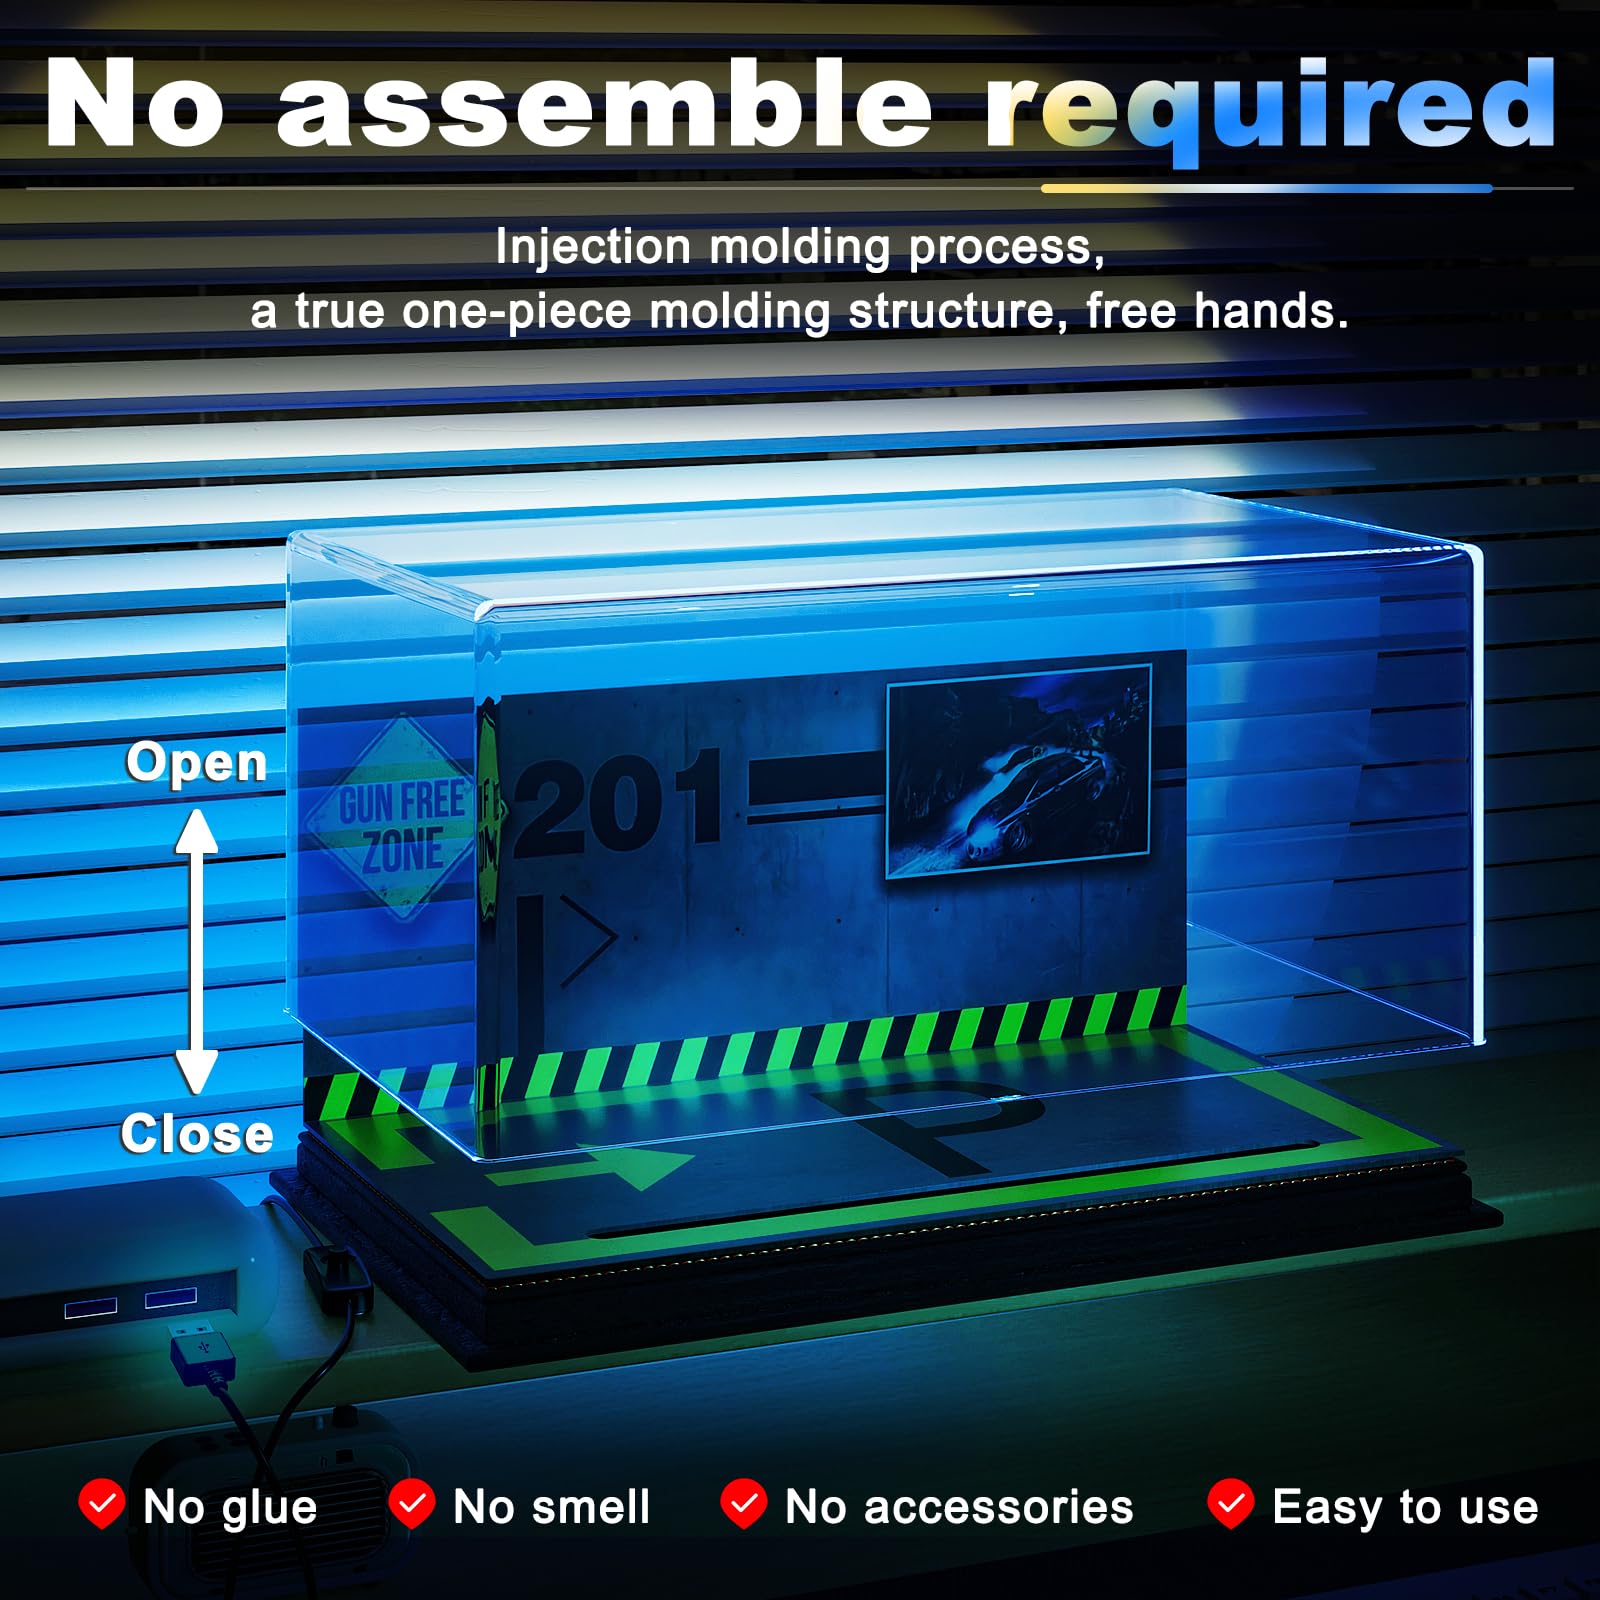 No assemble required
Injection molding process,
a true one-piece molding structure, free hands.
Open
GUN FREE
ZONE
201
P
Close
No glue
No smell
No accessories
Easy to use